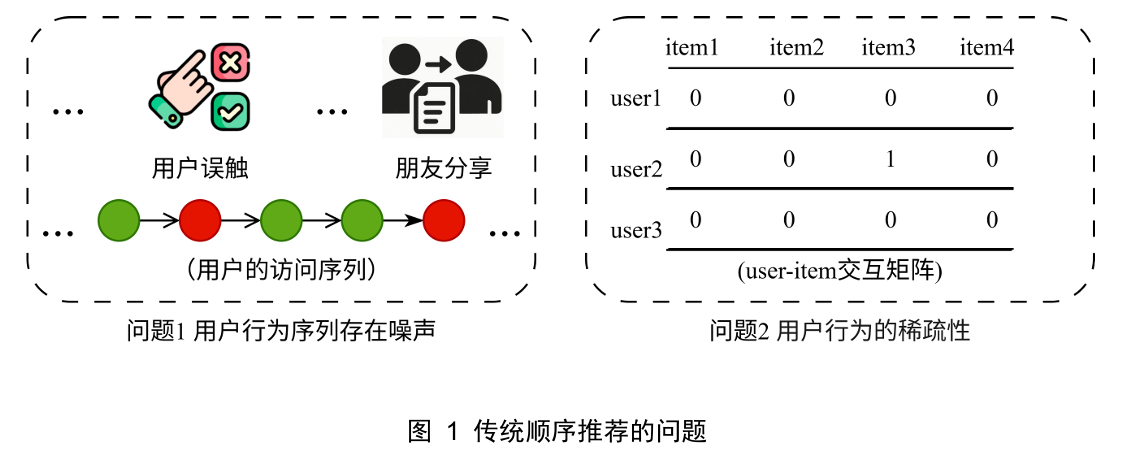 ... ...
用户误触 朋友分享
... ...
（用户的访问序列）
问题1 用户行为序列存在噪声
item1 item2 item3 item4
user1 0 0 0 0
user2 0 0 1 0
user3 0 0 0 0
(user-item交互矩阵)
问题2 用户行为的稀疏性
图 1 传统顺序推荐的问题